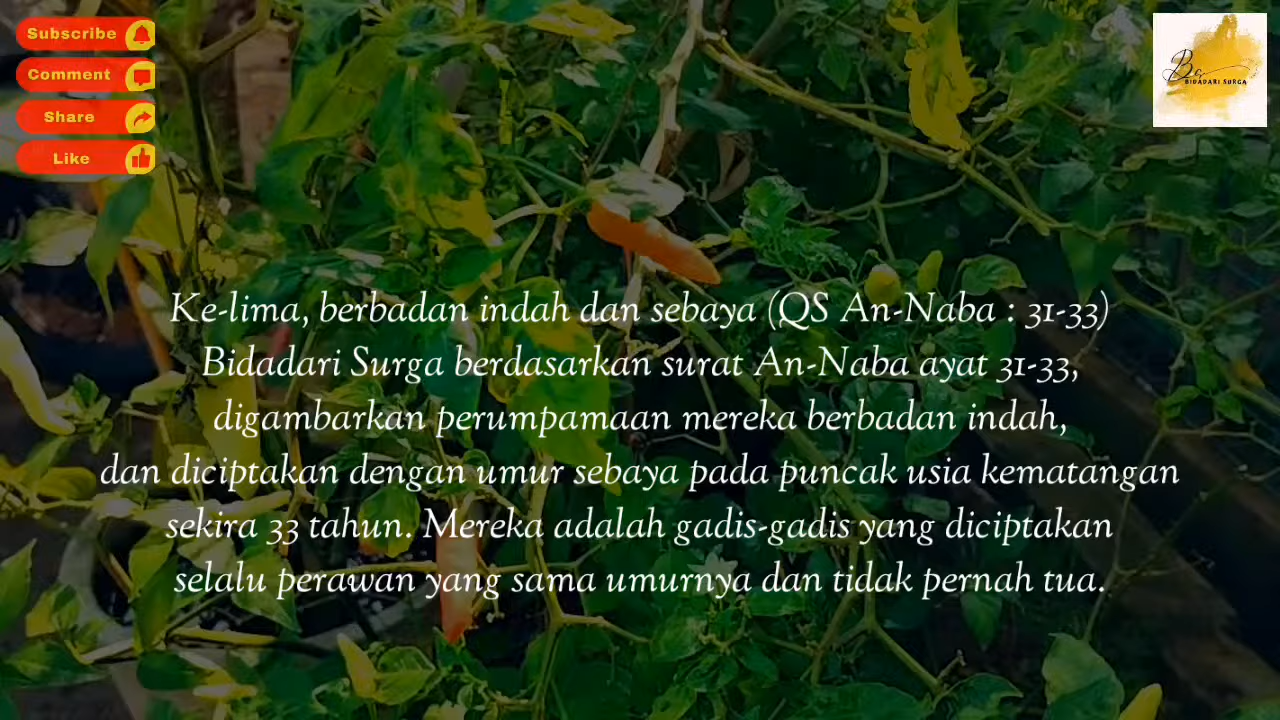 Subscribe
Comment
Share
Like
Bs
BIDADARI SURGA
Ke-lima, berbadan indah dan sebaya (QS An-Naba : 31-33)
Bidadari Surga berdasarkan surat An-Naba ayat 31-33,
digambarkan perumpamaan mereka berbadan indah,
dan diciptakan dengan umur sebaya pada puncak usia kematangan
sekira 33 tahun. Mereka adalah gadis-gadis yang diciptakan
selalu perawan yang sama umurnya dan tidak pernah tua.